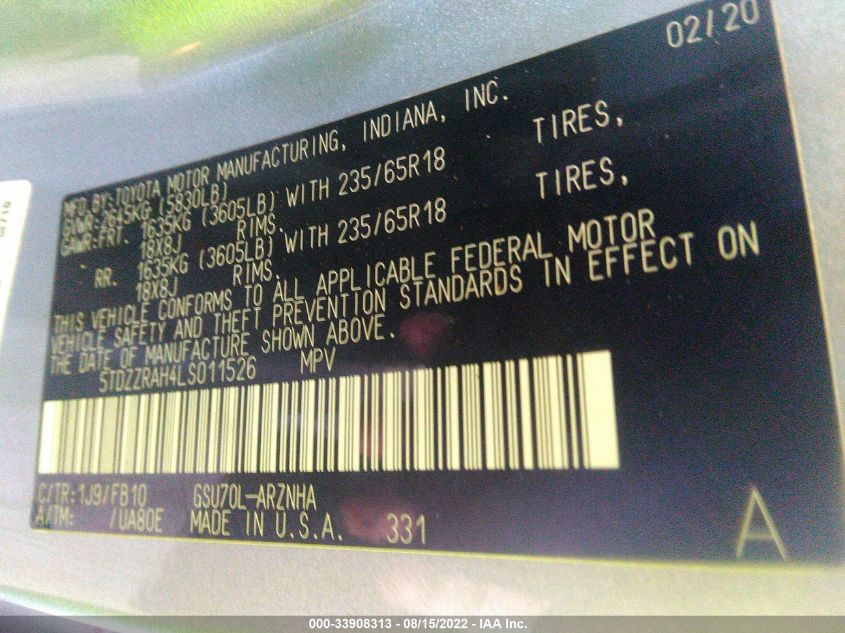 02/20
MFD BY:TOYOTA MOTOR MANUFACTURING, INDIANA, INC.
GVWR:2645KG (5830LB)
GAWR:FRT. 1635KG (3605LB) WITH 235/65R18 TIRES,
18X8J RIMS.
RR. 1635KG (3605LB) WITH 235/65R18 TIRES,
18X8J RIMS.
THIS VEHICLE CONFORMS TO ALL APPLICABLE FEDERAL MOTOR
VEHICLE SAFETY AND THEFT PREVENTION STANDARDS IN EFFECT ON
THE DATE OF MANUFACTURE SHOWN ABOVE.
5TDZZRAH4LS011526 MPV
C/TR:1J9/FB10 GSU70L-ARZNHA
A/TM: /UA80E MADE IN U.S.A. 331
A
000-33908313 - 08/15/2022 - IAA Inc.